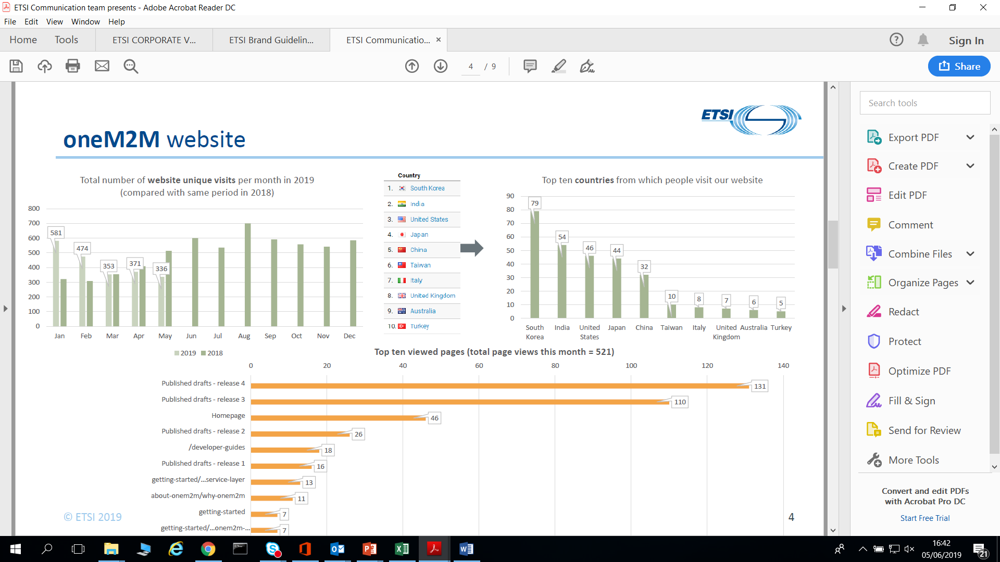 ETSI Communication team presents - Adobe Acrobat Reader DC
File Edit View Window Help
Home Tools ETSI CORPORATE V... ETSI Brand Guidelin... ETSI Communicatio... ×
Sign In
4 / 9
Share
ETSI
oneM2M website
Total number of website unique visits per month in 2019
(compared with same period in 2018)
800
700
600
500
400
300
200
100
0
581
474
353
371
336
Jan Feb Mar Apr May Jun Jul Aug Sep Oct Nov Dec
2019 2018
Country
1. South Korea
2. India
3. United States
4. Japan
5. China
6. Taiwan
7. Italy
8. United Kingdom
9. Australia
10. Turkey
Top ten countries from which people visit our website
90
80
70
60
50
40
30
20
10
0
79
54
46
44
32
10
8
7
6
5
South Korea India United States Japan China Taiwan Italy United Kingdom Australia Turkey
Top ten viewed pages (total page views this month = 521)
0 20 40 60 80 100 120 140
Published drafts - release 4 131
Published drafts - release 3 110
Homepage 46
Published drafts - release 2 26
/developer-guides 18
Published drafts - release 1 16
getting-started/...service-layer 13
about-onem2m/why-onem2m 11
getting-started 7
getting-started/...onem2m-... 7
© ETSI 2019
4
Search tools
Export PDF
Create PDF
Edit PDF
Comment
Combine Files
Organize Pages
Redact
Protect
Optimize PDF
Fill & Sign
Send for Review
More Tools
Convert and edit PDFs
with Acrobat Pro DC
Start Free Trial
16:42
05/06/2019
21